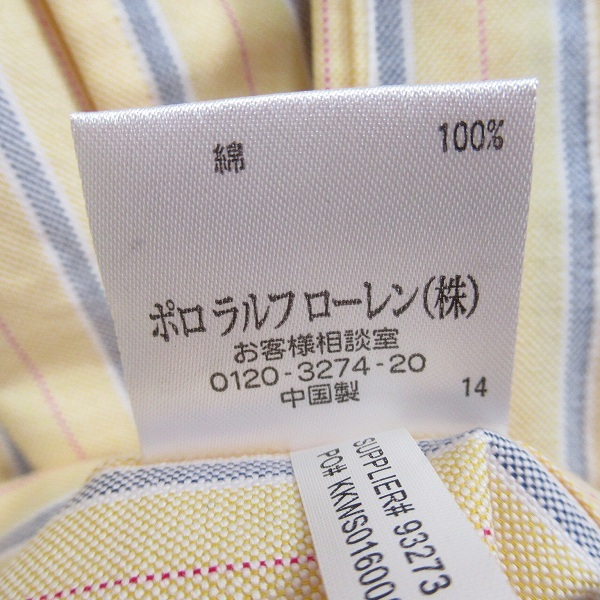 綿 100%
ポロ ラルフ ローレン(株)
お客様相談室
0120-3274-20
中国製 14
SUPPLIER# 93273